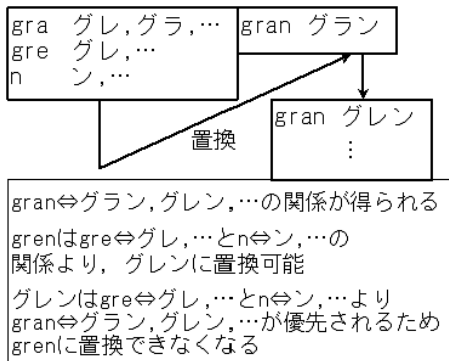 gra グレ,グラ,…
gre グレ,…
n ン,…
gran グラン
置換
gran グレン
⋮
gran⇔グラン,グレン,…の関係が得られる
grenはgre⇔グレ,…とn⇔ン,…の
関係より,グレンに置換可能
グレンはgre⇔グレ,…とn⇔ン,…より
gran⇔グラン,グレン,…が優先されるため
grenに置換できなくなる